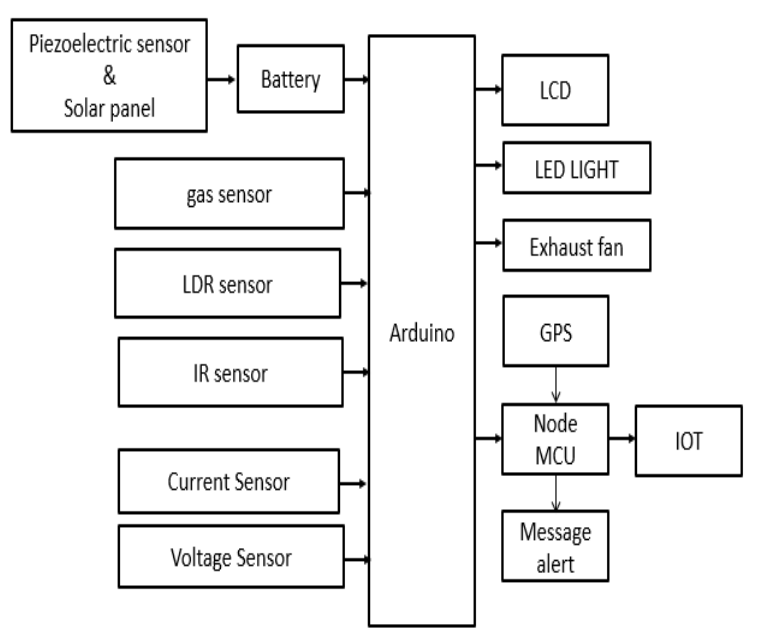 Piezoelectric sensor
&
Solar panel
Battery
gas sensor
LDR sensor
IR sensor
Current Sensor
Voltage Sensor
Arduino
LCD
LED LIGHT
Exhaust fan
GPS
Node
MCU
IOT
Message
alert